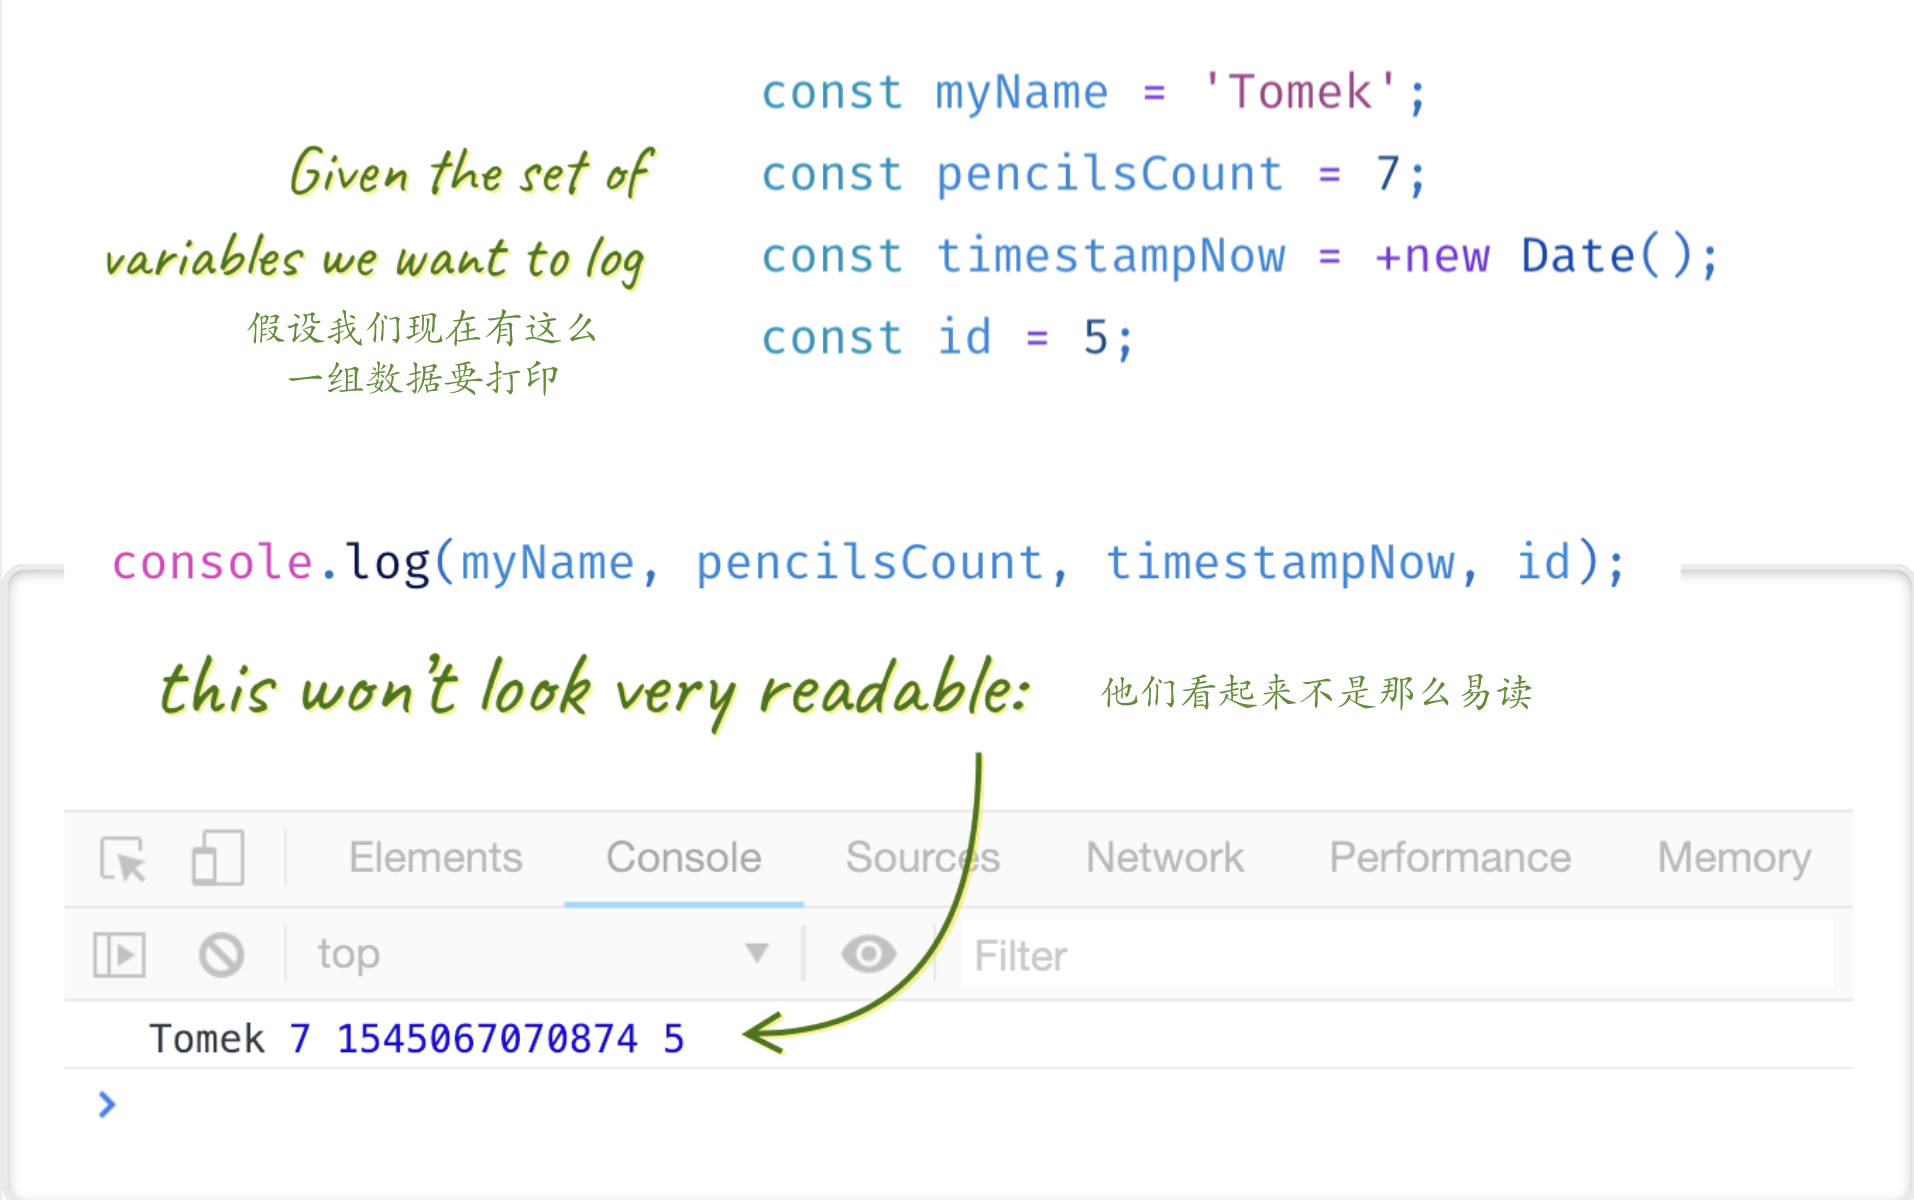 const myName = 'Tomek';
const pencilsCount = 7;
const timestampNow = +new Date();
const id = 5;
Given the set of
variables we want to log
假设我们现在有这么
一组数据要打印
console.log(myName, pencilsCount, timestampNow, id);
this won't look very readable:
他们看起来不是那么易读
Elements Console Sources Network Performance Memory
top Filter
Tomek 7 1545067070874 5